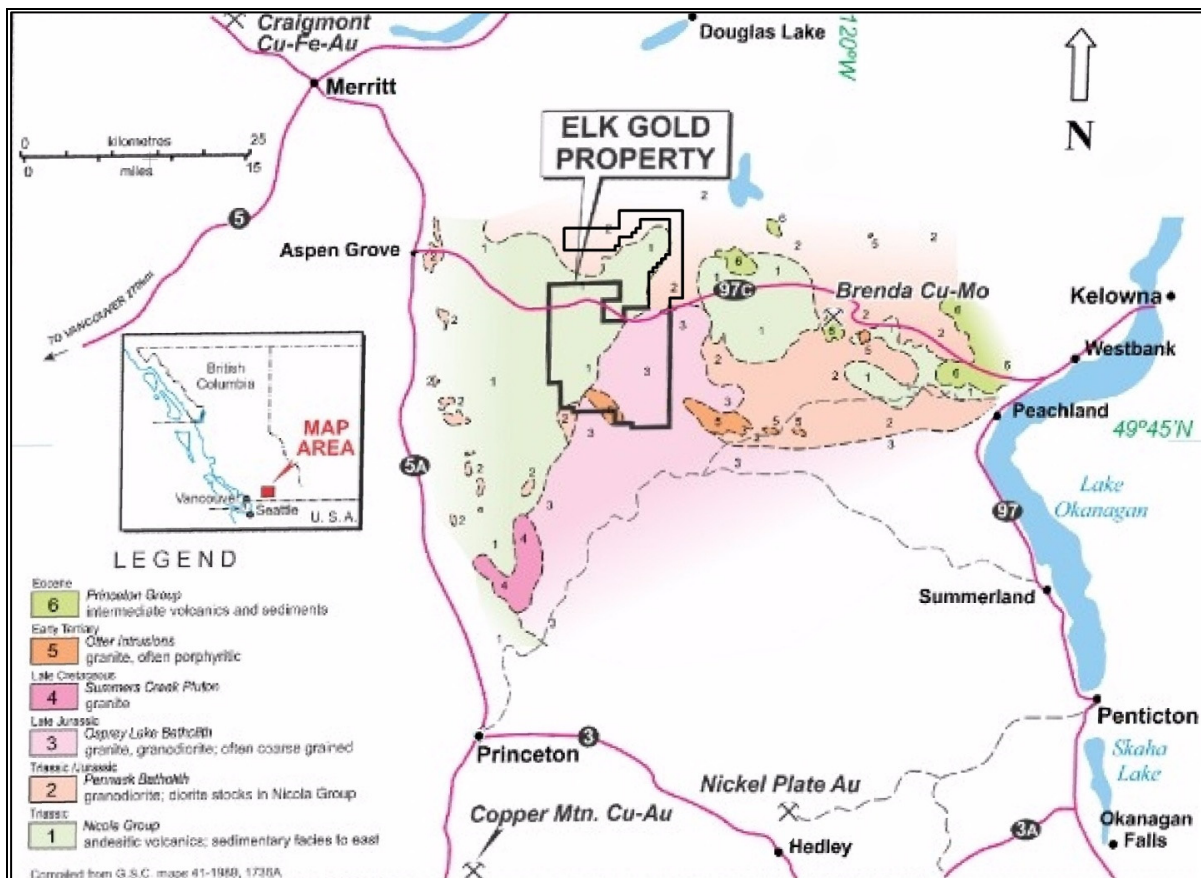 Craigmont
Cu-Fe-Au
Douglas Lake
120°W
Merritt
N
0 kilometres 25
0 miles 15
ELK GOLD
PROPERTY
5
Aspen Grove
97C
Brenda Cu-Mo
Kelowna
Westbank
Peachland
49°45'N
TO VANCOUVER 270km
British
Columbia
MAP
AREA
Vancouver
Seattle
U.S.A.
5A
97
Lake
Okanagan
Summerland
Penticton
Skaha
Lake
Okanagan
Falls
Princeton
3
Nickel Plate Au
Copper Mtn. Cu-Au
Hedley
3A
LEGEND
Eocene
6 Princeton Group
intermediate volcanics and sediments
Early Tertiary
5 Otter Intrusions
granite, often porphyritic
Late Cretaceous
4 Summers Creek Pluton
granite
Late Jurassic
3 Osprey Lake Batholith
granite, granodiorite; often coarse grained
Triassic/Jurassic
2 Pennask Batholith
granodiorite; diorite stocks in Nicola Group
Triassic
1 Nicola Group
andesitic volcanics; sedimentary facies to east
Compiled from G.S.C. maps 41-1989, 1736A